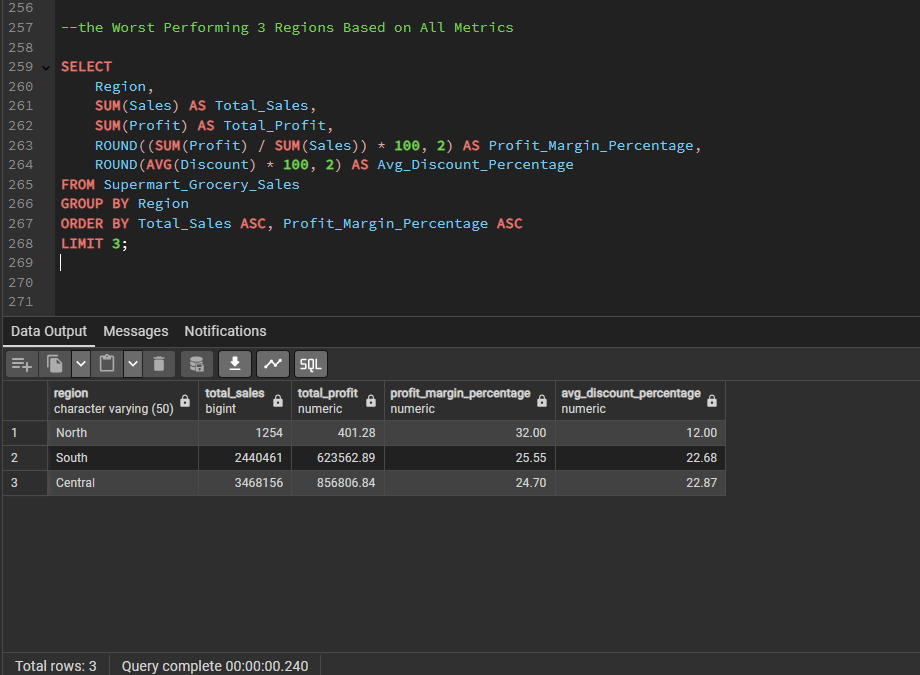 256
257 --the Worst Performing 3 Regions Based on All Metrics
258
259 SELECT
260 Region,
261 SUM(Sales) AS Total_Sales,
262 SUM(Profit) AS Total_Profit,
263 ROUND((SUM(Profit) / SUM(Sales)) * 100, 2) AS Profit_Margin_Percentage,
264 ROUND(AVG(Discount) * 100, 2) AS Avg_Discount_Percentage
265 FROM Supermart_Grocery_Sales
266 GROUP BY Region
267 ORDER BY Total_Sales ASC, Profit_Margin_Percentage ASC
268 LIMIT 3;
269
270
271
Data Output Messages Notifications
SQL
region total_sales total_profit profit_margin_percentage avg_discount_percentage
character varying (50) bigint numeric numeric numeric
1 North 1254 401.28 32.00 12.00
2 South 2440461 623562.89 25.55 22.68
3 Central 3468156 856806.84 24.70 22.87
Total rows: 3 Query complete 00:00:00.240